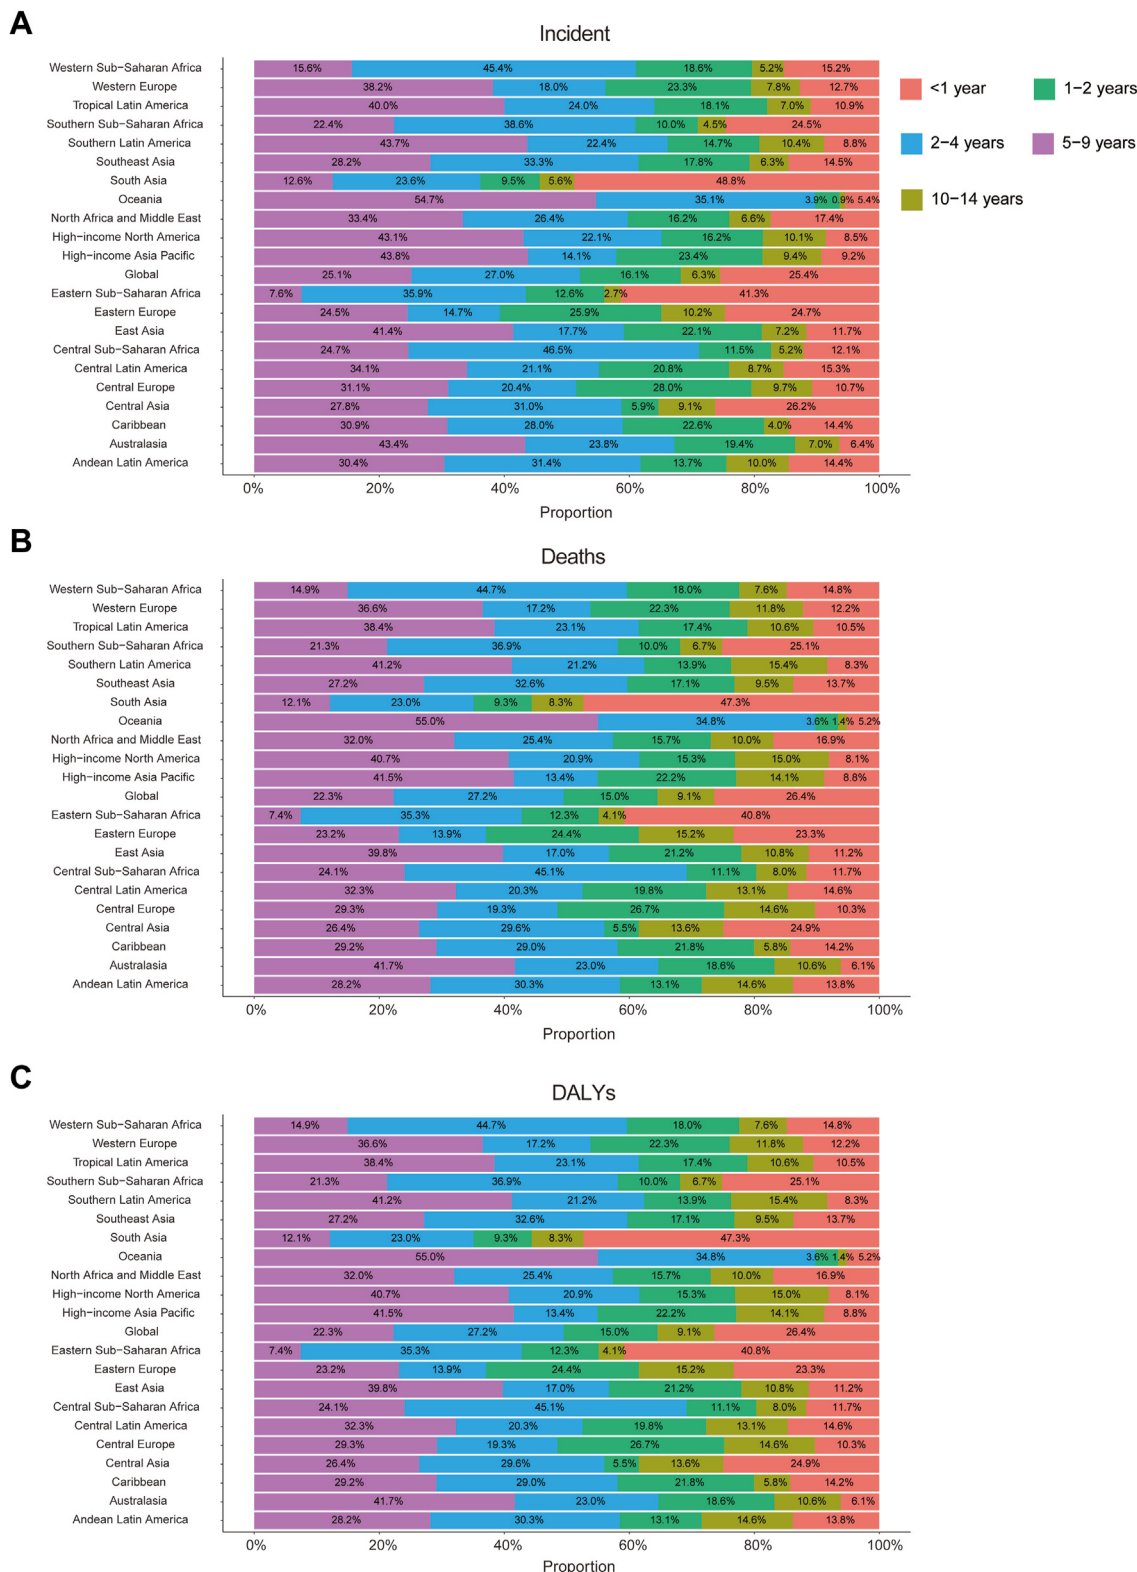 A
Incident
Western Sub−Saharan Africa 15.6% 45.4% 18.6% 5.2% 15.2%
Western Europe 38.2% 18.0% 23.3% 7.8% 12.7%
Tropical Latin America 40.0% 24.0% 18.1% 7.0% 10.9%
Southern Sub−Saharan Africa 22.4% 38.6% 10.0% 4.5% 24.5%
Southern Latin America 43.7% 22.4% 14.7% 10.4% 8.8%
Southeast Asia 28.2% 33.3% 17.8% 6.3% 14.5%
South Asia 12.6% 23.6% 9.5% 5.6% 48.8%
Oceania 54.7% 35.1% 3.9% 0.9% 5.4%
North Africa and Middle East 33.4% 26.4% 16.2% 6.6% 17.4%
High−income North America 43.1% 22.1% 16.2% 10.1% 8.5%
High−income Asia Pacific 43.8% 14.1% 23.4% 9.4% 9.2%
Global 25.1% 27.0% 16.1% 6.3% 25.4%
Eastern Sub−Saharan Africa 7.6% 35.9% 12.6% 2.7% 41.3%
Eastern Europe 24.5% 14.7% 25.9% 10.2% 24.7%
East Asia 41.4% 17.7% 22.1% 7.2% 11.7%
Central Sub−Saharan Africa 24.7% 46.5% 11.5% 5.2% 12.1%
Central Latin America 34.1% 21.1% 20.8% 8.7% 15.3%
Central Europe 31.1% 20.4% 28.0% 9.7% 10.7%
Central Asia 27.8% 31.0% 5.9% 9.1% 26.2%
Caribbean 30.9% 28.0% 22.6% 4.0% 14.4%
Australasia 43.4% 23.8% 19.4% 7.0% 6.4%
Andean Latin America 30.4% 31.4% 13.7% 10.0% 14.4%
0% 20% 40% 60% 80% 100%
Proportion
<1 year 1−2 years
2−4 years 5−9 years
10−14 years
B
Deaths
Western Sub−Saharan Africa 14.9% 44.7% 18.0% 7.6% 14.8%
Western Europe 36.6% 17.2% 22.3% 11.8% 12.2%
Tropical Latin America 38.4% 23.1% 17.4% 10.6% 10.5%
Southern Sub−Saharan Africa 21.3% 36.9% 10.0% 6.7% 25.1%
Southern Latin America 41.2% 21.2% 13.9% 15.4% 8.3%
Southeast Asia 27.2% 32.6% 17.1% 9.5% 13.7%
South Asia 12.1% 23.0% 9.3% 8.3% 47.3%
Oceania 55.0% 34.8% 3.6% 1.4% 5.2%
North Africa and Middle East 32.0% 25.4% 15.7% 10.0% 16.9%
High−income North America 40.7% 20.9% 15.3% 15.0% 8.1%
High−income Asia Pacific 41.5% 13.4% 22.2% 14.1% 8.8%
Global 22.3% 27.2% 15.0% 9.1% 26.4%
Eastern Sub−Saharan Africa 7.4% 35.3% 12.3% 4.1% 40.8%
Eastern Europe 23.2% 13.9% 24.4% 15.2% 23.3%
East Asia 39.8% 17.0% 21.2% 10.8% 11.2%
Central Sub−Saharan Africa 24.1% 45.1% 11.1% 8.0% 11.7%
Central Latin America 32.3% 20.3% 19.8% 13.1% 14.6%
Central Europe 29.3% 19.3% 26.7% 14.6% 10.3%
Central Asia 26.4% 29.6% 5.5% 13.6% 24.9%
Caribbean 29.2% 29.0% 21.8% 5.8% 14.2%
Australasia 41.7% 23.0% 18.6% 10.6% 6.1%
Andean Latin America 28.2% 30.3% 13.1% 14.6% 13.8%
0% 20% 40% 60% 80% 100%
Proportion
C
DALYs
Western Sub−Saharan Africa 14.9% 44.7% 18.0% 7.6% 14.8%
Western Europe 36.6% 17.2% 22.3% 11.8% 12.2%
Tropical Latin America 38.4% 23.1% 17.4% 10.6% 10.5%
Southern Sub−Saharan Africa 21.3% 36.9% 10.0% 6.7% 25.1%
Southern Latin America 41.2% 21.2% 13.9% 15.4% 8.3%
Southeast Asia 27.2% 32.6% 17.1% 9.5% 13.7%
South Asia 12.1% 23.0% 9.3% 8.3% 47.3%
Oceania 55.0% 34.8% 3.6% 1.4% 5.2%
North Africa and Middle East 32.0% 25.4% 15.7% 10.0% 16.9%
High−income North America 40.7% 20.9% 15.3% 15.0% 8.1%
High−income Asia Pacific 41.5% 13.4% 22.2% 14.1% 8.8%
Global 22.3% 27.2% 15.0% 9.1% 26.4%
Eastern Sub−Saharan Africa 7.4% 35.3% 12.3% 4.1% 40.8%
Eastern Europe 23.2% 13.9% 24.4% 15.2% 23.3%
East Asia 39.8% 17.0% 21.2% 10.8% 11.2%
Central Sub−Saharan Africa 24.1% 45.1% 11.1% 8.0% 11.7%
Central Latin America 32.3% 20.3% 19.8% 13.1% 14.6%
Central Europe 29.3% 19.3% 26.7% 14.6% 10.3%
Central Asia 26.4% 29.6% 5.5% 13.6% 24.9%
Caribbean 29.2% 29.0% 21.8% 5.8% 14.2%
Australasia 41.7% 23.0% 18.6% 10.6% 6.1%
Andean Latin America 28.2% 30.3% 13.1% 14.6% 13.8%
0% 20% 40% 60% 80% 100%
Proportion